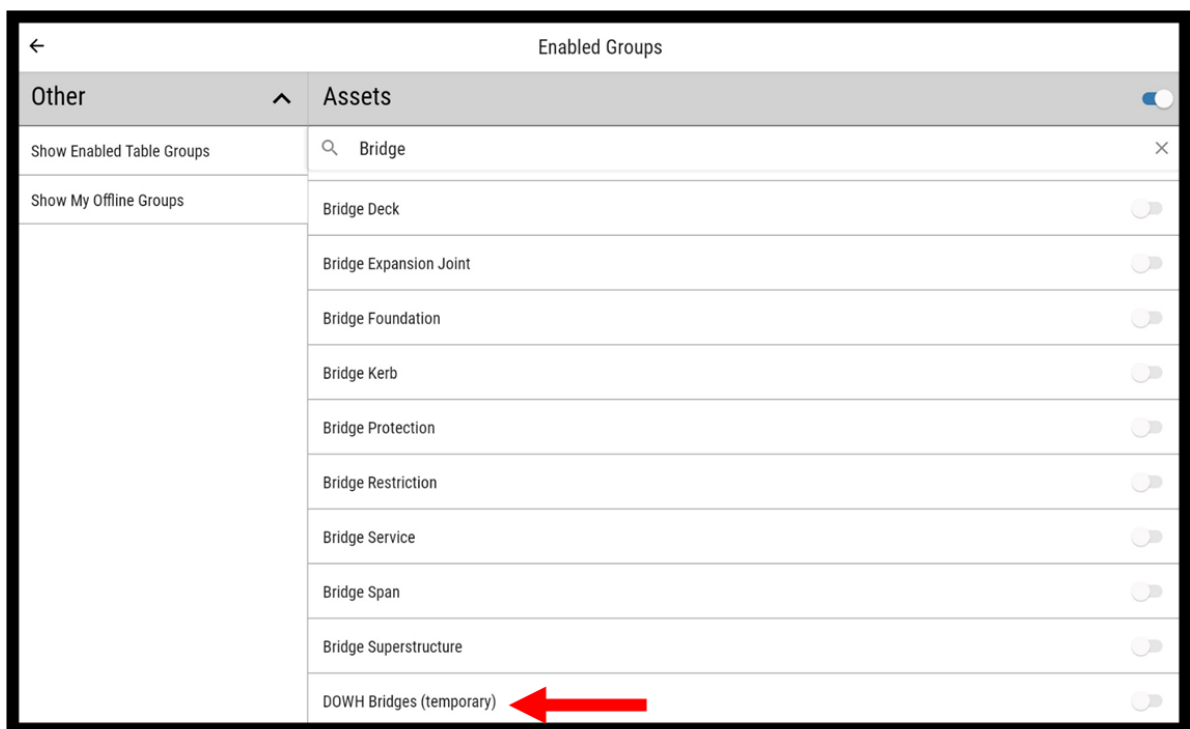 Enabled Groups
Other
Assets
Show Enabled Table Groups
Bridge
Show My Offline Groups
Bridge Deck
Bridge Expansion Joint
Bridge Foundation
Bridge Kerb
Bridge Protection
Bridge Restriction
Bridge Service
Bridge Span
Bridge Superstructure
DOWH Bridges (temporary)